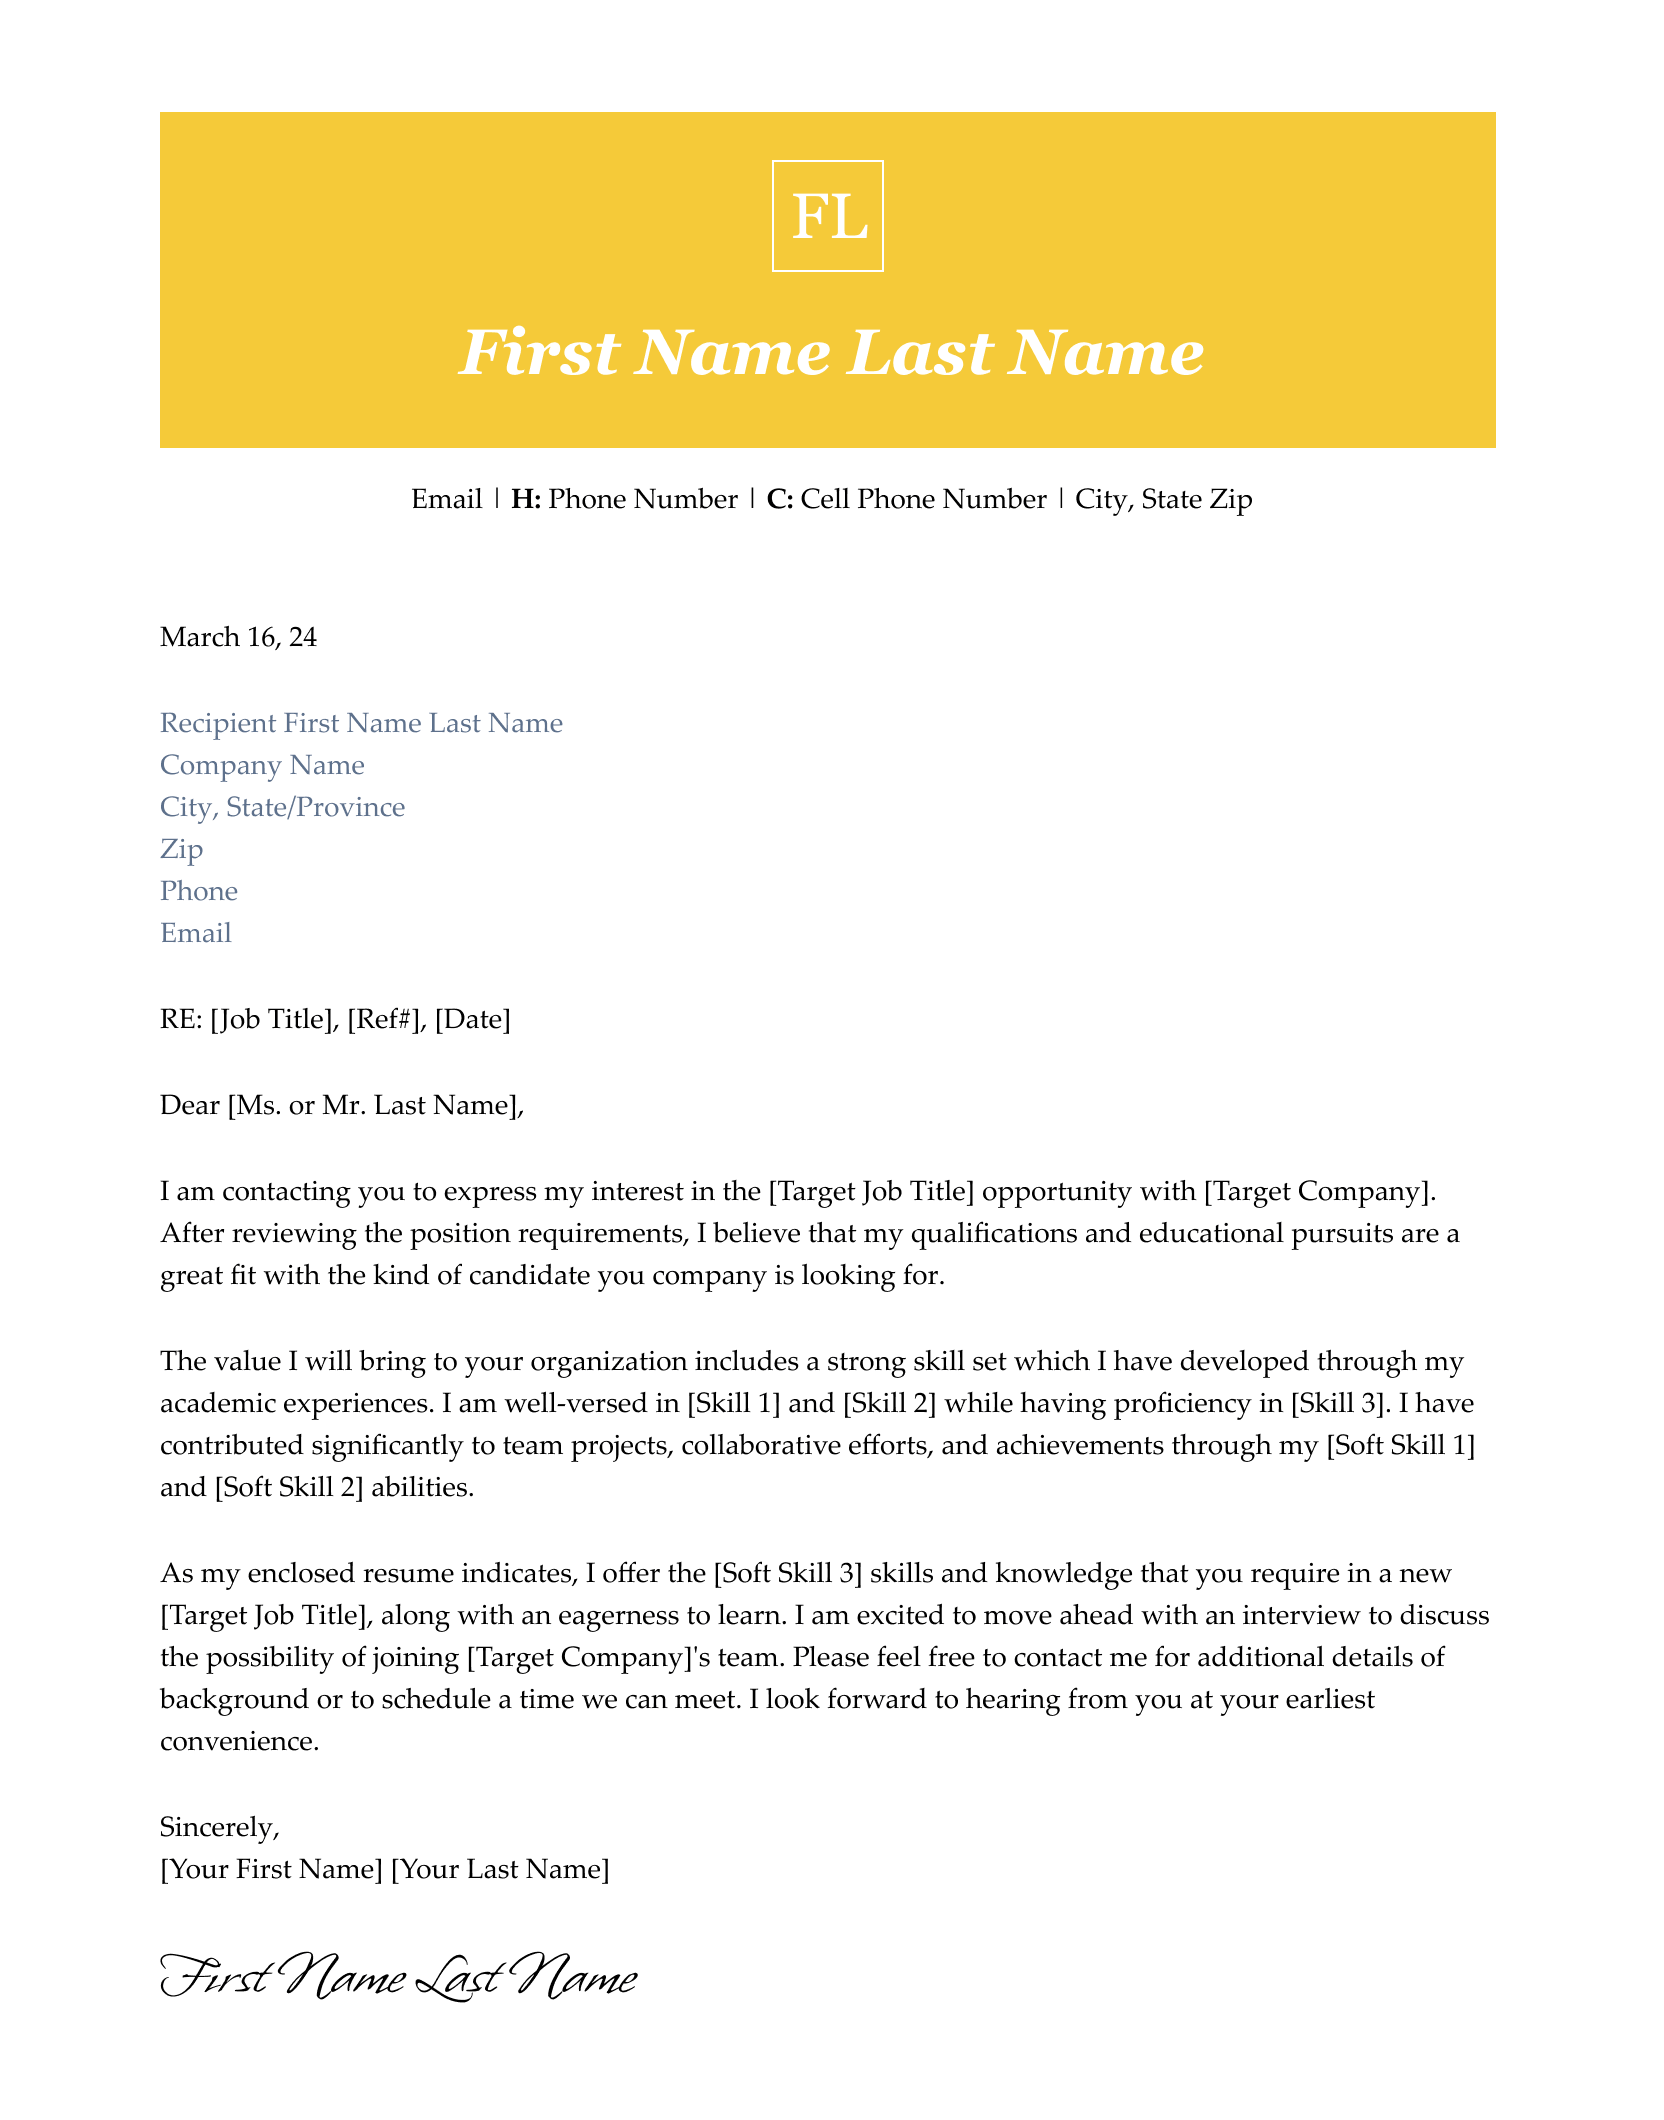 FL
First Name Last Name
Email | H: Phone Number | C: Cell Phone Number | City, State Zip
March 16, 24
Recipient First Name Last Name
Company Name
City, State/Province
Zip
Phone
Email
RE: [Job Title], [Ref#], [Date]
Dear [Ms. or Mr. Last Name],
I am contacting you to express my interest in the [Target Job Title] opportunity with [Target Company].
After reviewing the position requirements, I believe that my qualifications and educational pursuits are a
great fit with the kind of candidate you company is looking for.
The value I will bring to your organization includes a strong skill set which I have developed through my
academic experiences. I am well-versed in [Skill 1] and [Skill 2] while having proficiency in [Skill 3]. I have
contributed significantly to team projects, collaborative efforts, and achievements through my [Soft Skill 1]
and [Soft Skill 2] abilities.
As my enclosed resume indicates, I offer the [Soft Skill 3] skills and knowledge that you require in a new
[Target Job Title], along with an eagerness to learn. I am excited to move ahead with an interview to discuss
the possibility of joining [Target Company]'s team. Please feel free to contact me for additional details of
background or to schedule a time we can meet. I look forward to hearing from you at your earliest
convenience.
Sincerely,
[Your First Name] [Your Last Name]
First Name Last Name